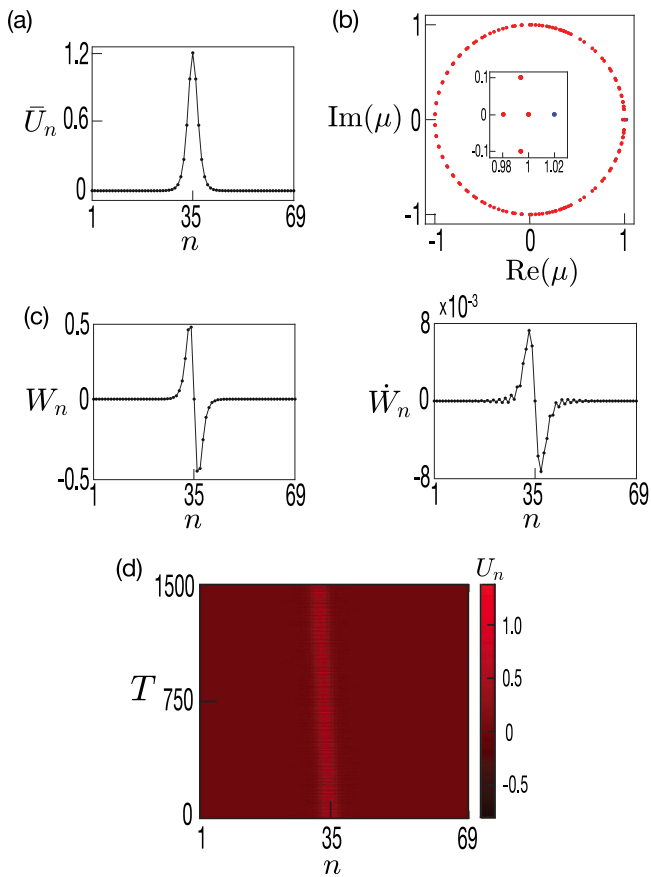 (a)
1.2
0.6
0
Ū_n
1 35 69
n
(b)
1
0
-1
Im(μ)
0.1
0
-0.1
0.98 1 1.02
-1 0 1
Re(μ)
(c)
0.5
0
-0.5
W_n
1 35 69
n
×10⁻³
8
0
-8
Ẇ_n
1 35 69
n
(d)
1500
750
0
T
1 35 69
n
U_n
1.0
0.5
0
-0.5